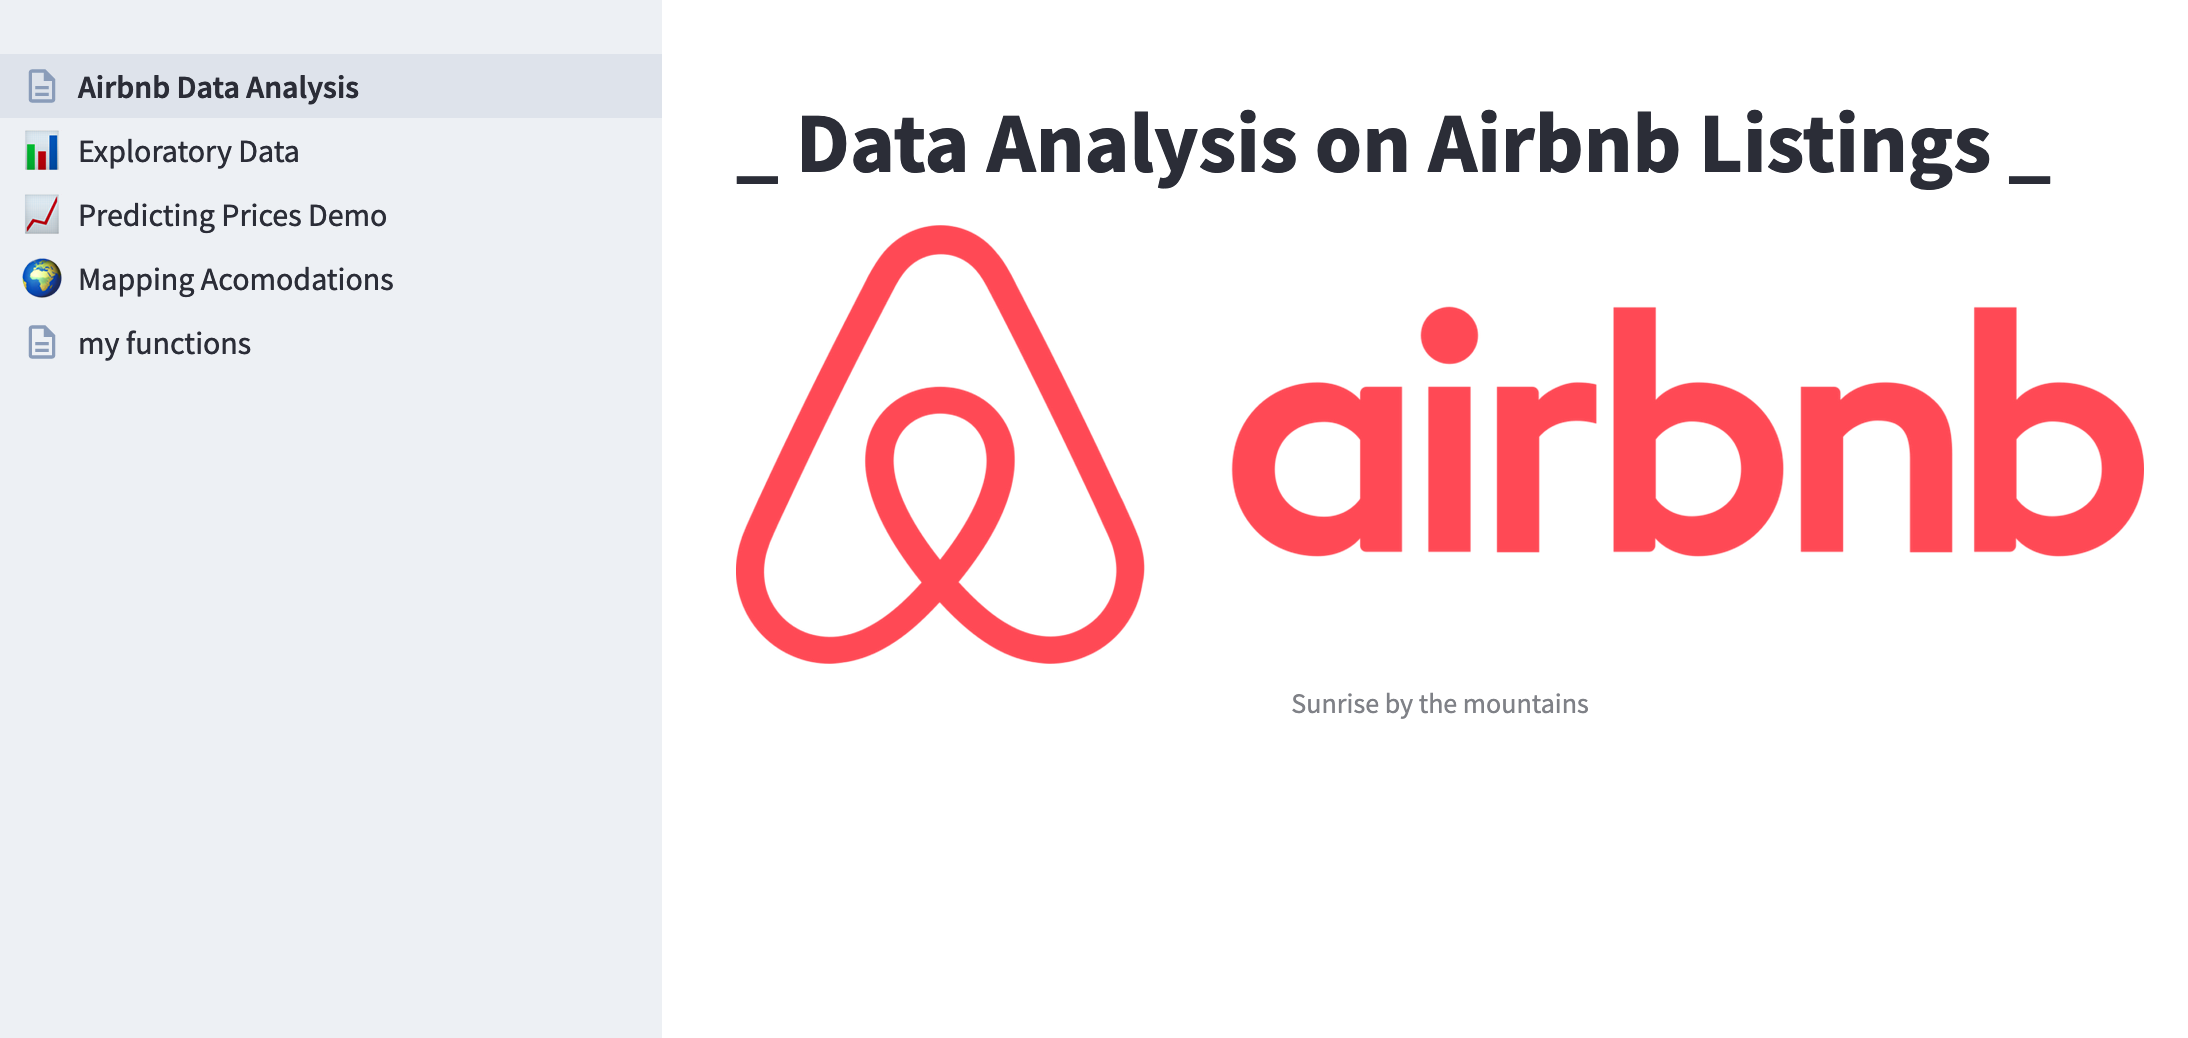 Airbnb Data Analysis
Exploratory Data
Predicting Prices Demo
Mapping Acomodations
my functions
_ Data Analysis on Airbnb Listings _
airbnb
Sunrise by the mountains